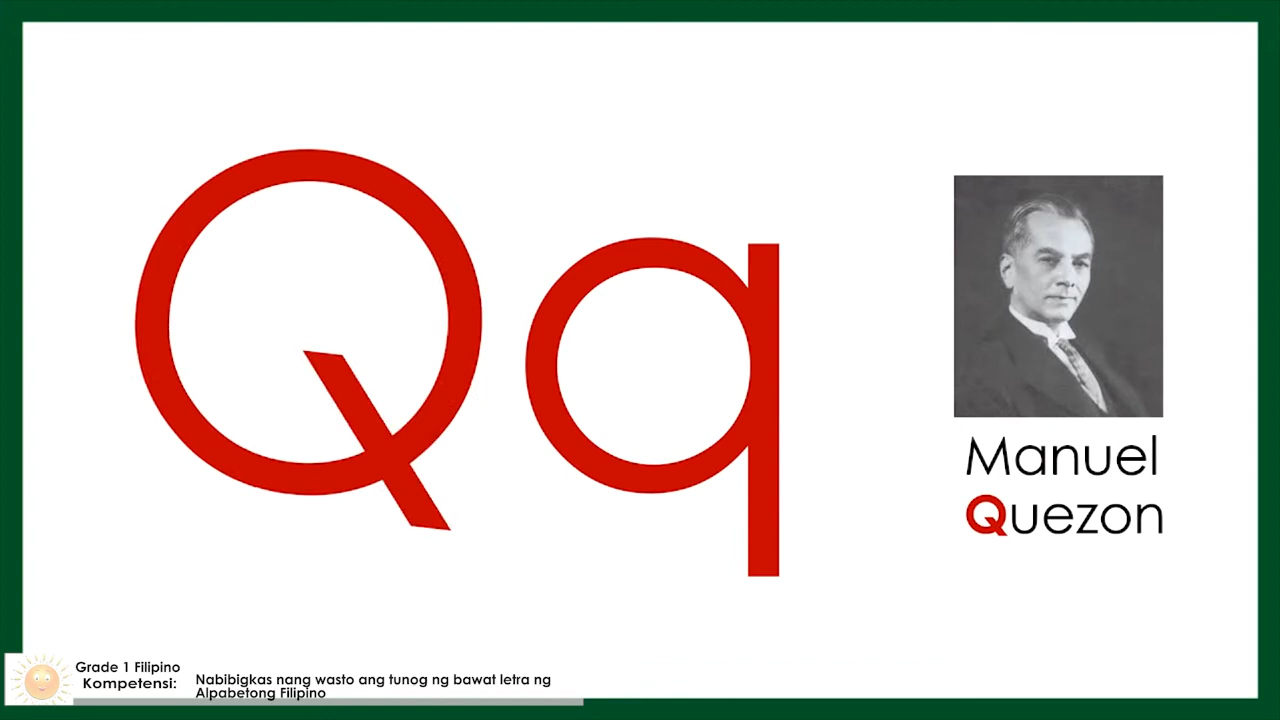 Qq
Manuel
Quezon
Grade 1 Filipino
Kompetensi:
Nabibigkas nang wasto ang tunog ng bawat letra ng
Alpabetong Filipino